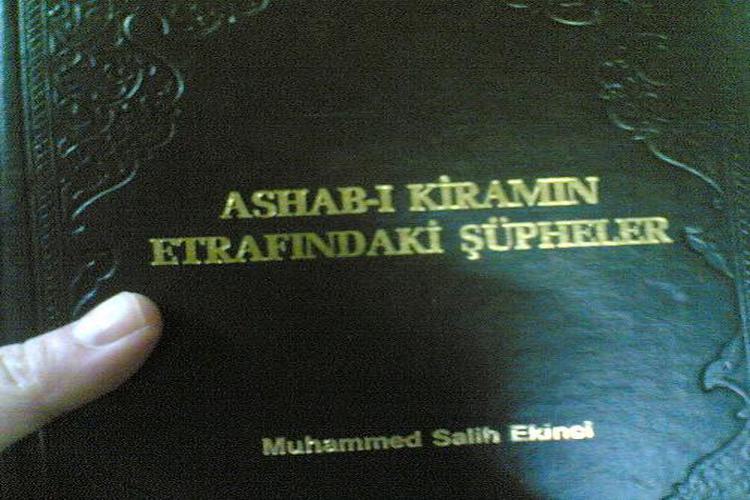 ASHAB-I KİRAMIN
ETRAFINDAKİ ŞÜPHELER
Muhammed Salih Ekinci